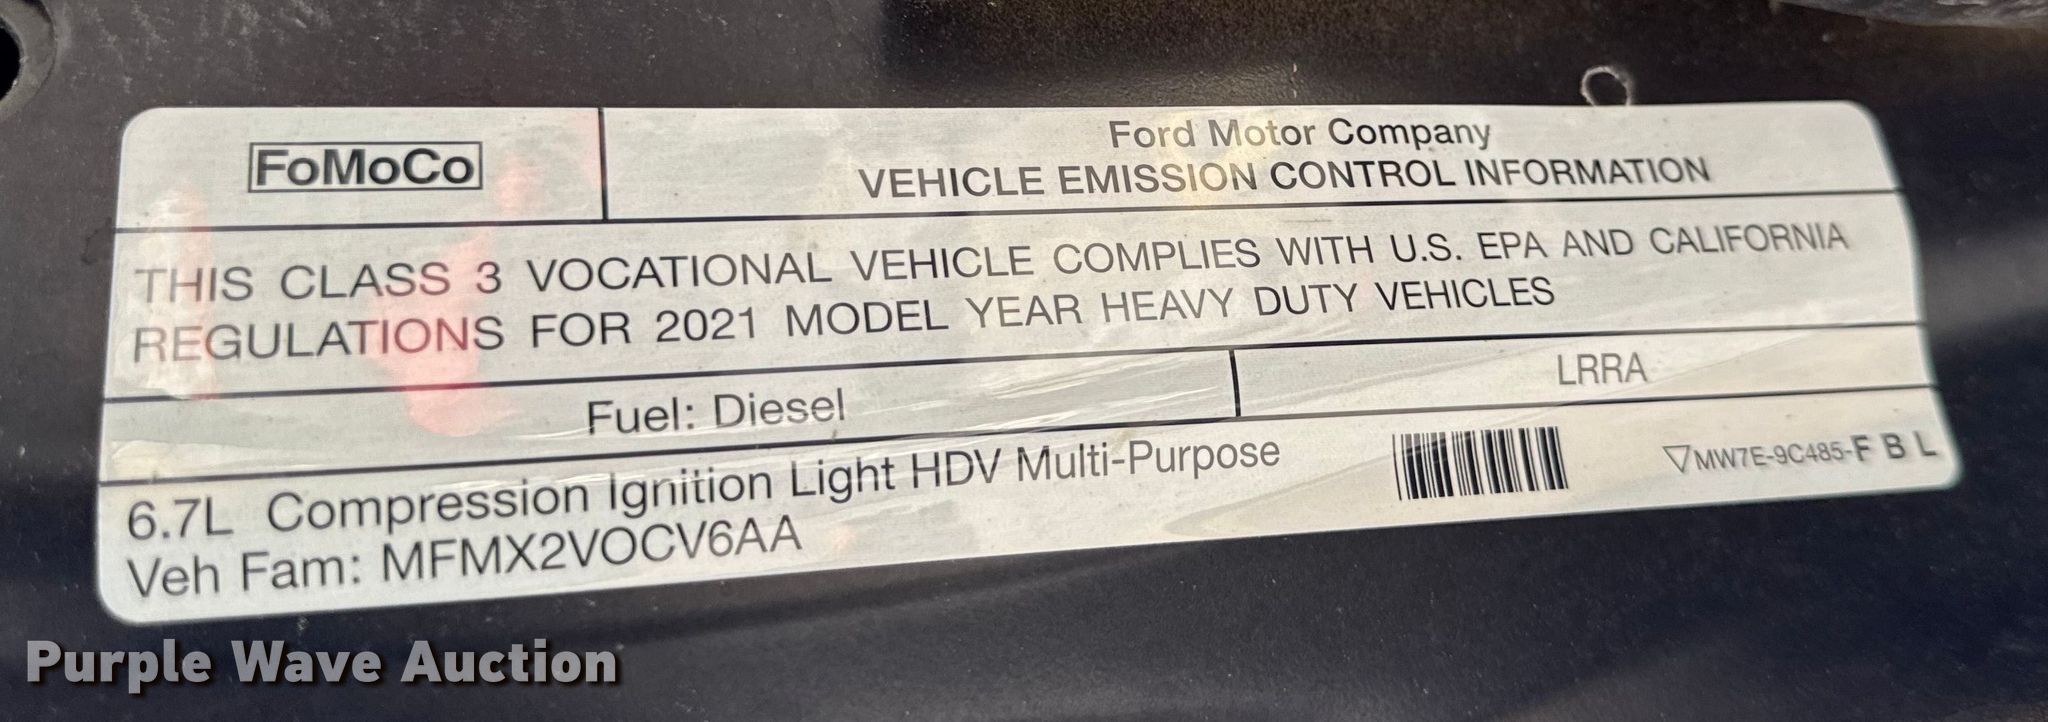 FoMoCo
Ford Motor Company
VEHICLE EMISSION CONTROL INFORMATION
THIS CLASS 3 VOCATIONAL VEHICLE COMPLIES WITH U.S. EPA AND CALIFORNIA
REGULATIONS FOR 2021 MODEL YEAR HEAVY DUTY VEHICLES
Fuel: Diesel
LRRA
6.7L Compression Ignition Light HDV Multi-Purpose
Veh Fam: MFMX2VOCV6AA
▽MW7E-9C485-F B L
Purple Wave Auction